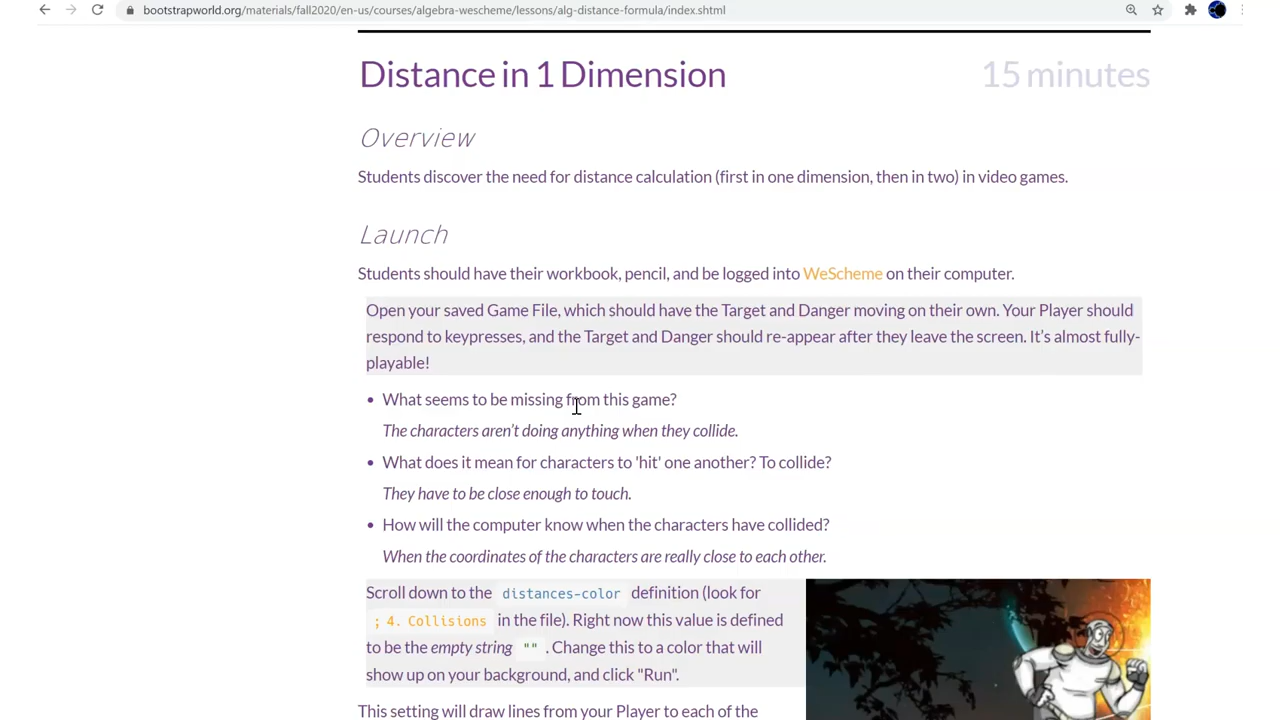 bootstrapworld.org/materials/fall2020/en-us/courses/algebra-wescheme/lessons/alg-distance-formula/index.shtml
Distance in 1 Dimension
15 minutes
Overview
Students discover the need for distance calculation (first in one dimension, then in two) in video games.
Launch
Students should have their workbook, pencil, and be logged into WeScheme on their computer.
Open your saved Game File, which should have the Target and Danger moving on their own. Your Player should
respond to keypresses, and the Target and Danger should re-appear after they leave the screen. It’s almost fully-
playable!
• What seems to be missing from this game?
The characters aren’t doing anything when they collide.
• What does it mean for characters to 'hit' one another? To collide?
They have to be close enough to touch.
• How will the computer know when the characters have collided?
When the coordinates of the characters are really close to each other.
Scroll down to the distances-color definition (look for
; 4. Collisions in the file). Right now this value is defined
to be the empty string "" . Change this to a color that will
show up on your background, and click "Run".
This setting will draw lines from your Player to each of the